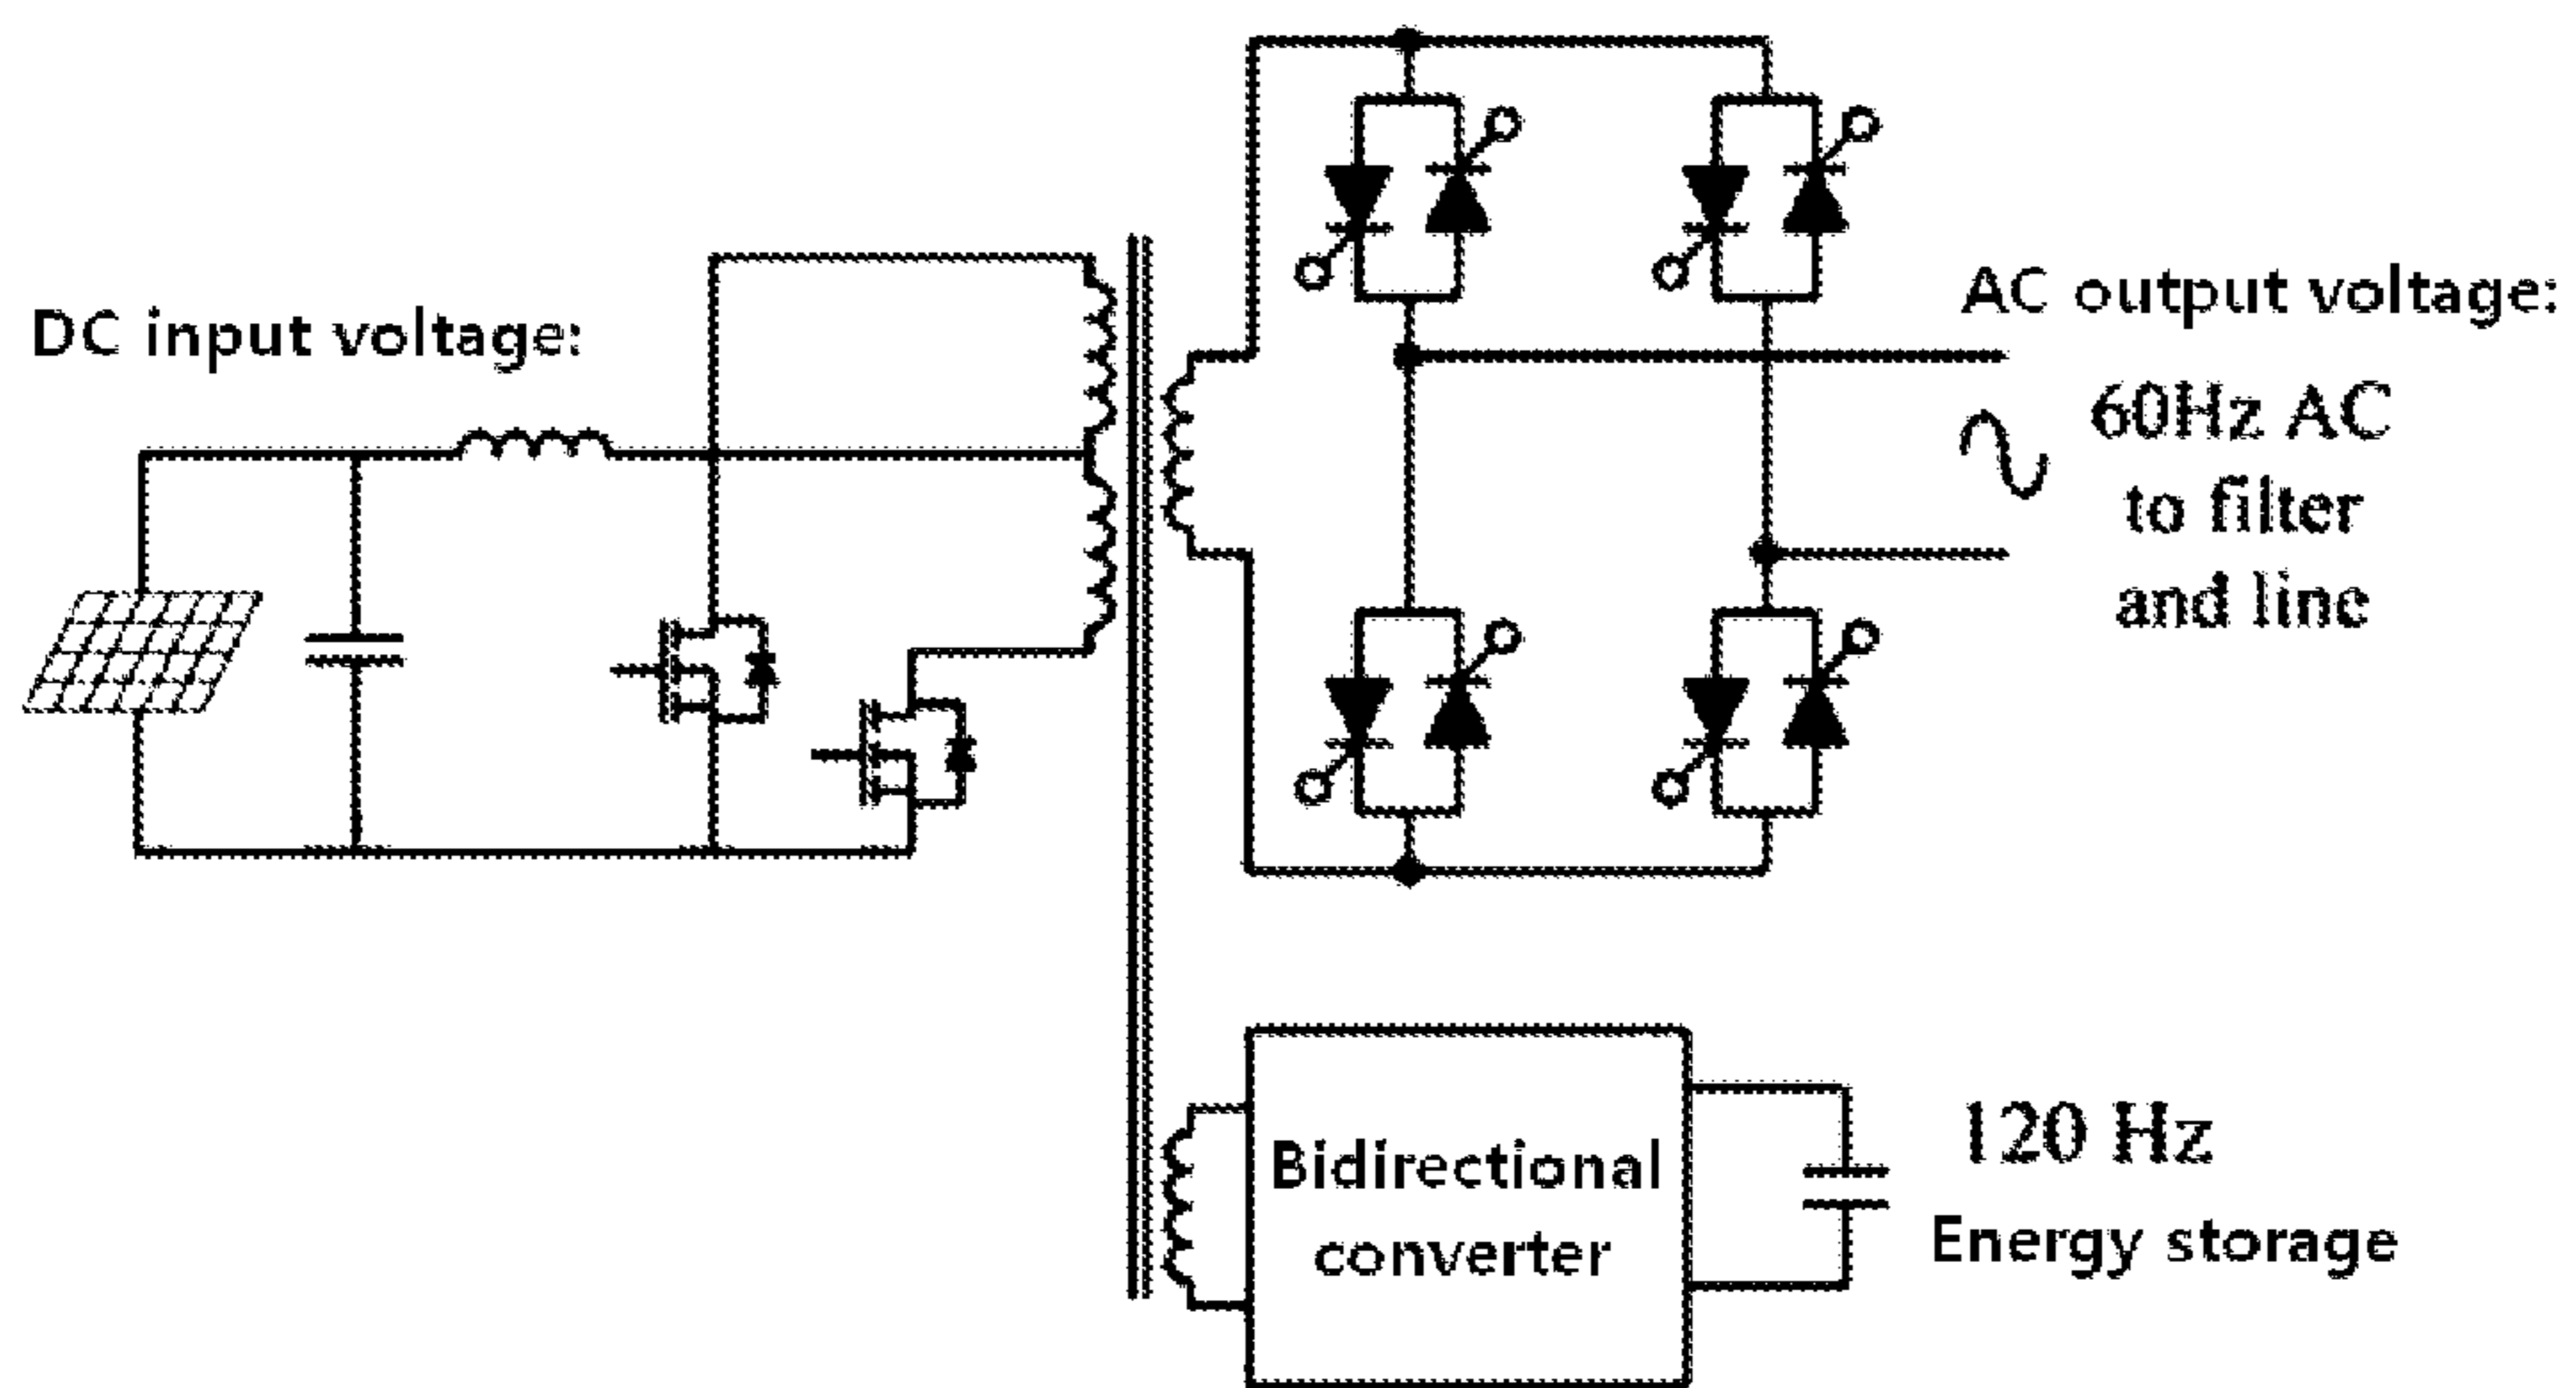 DC input voltage:
AC output voltage:
60Hz AC
to filter
and line
Bidirectional
converter
120 Hz
Energy storage